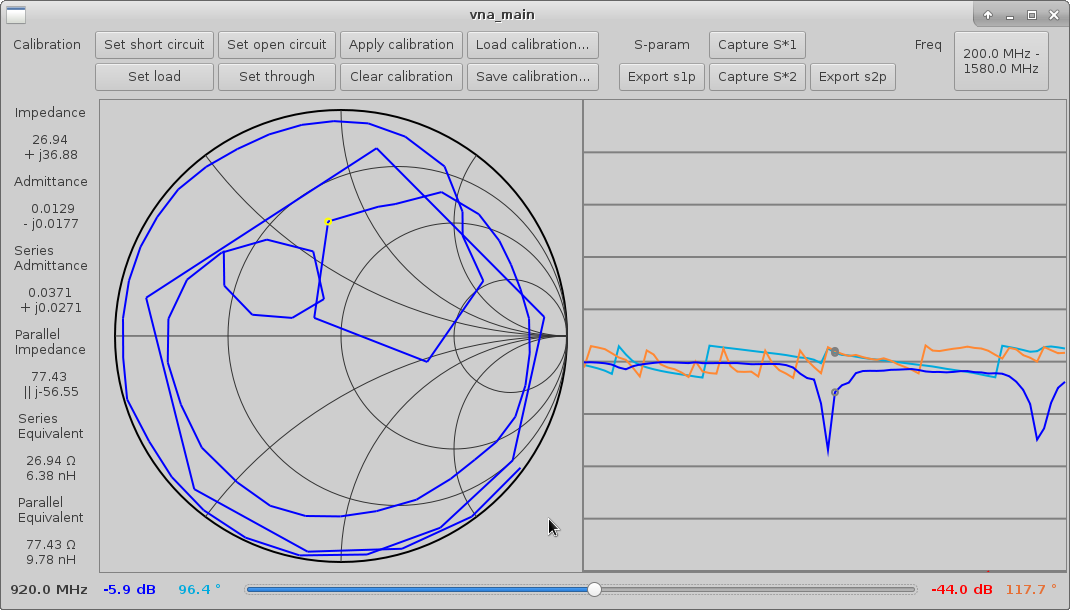 vna_main
Calibration
Set short circuit
Set open circuit
Apply calibration
Load calibration...
S-param
Capture S*1
Freq
200.0 MHz -
1580.0 MHz
Set load
Set through
Clear calibration
Save calibration...
Export s1p
Capture S*2
Export s2p
Impedance
26.94
+ j36.88
Admittance
0.0129
- j0.0177
Series
Admittance
0.0371
+ j0.0271
Parallel
Impedance
77.43
|| j-56.55
Series
Equivalent
26.94 Ω
6.38 nH
Parallel
Equivalent
77.43 Ω
9.78 nH
920.0 MHz
-5.9 dB
96.4 °
-44.0 dB
117.7 °